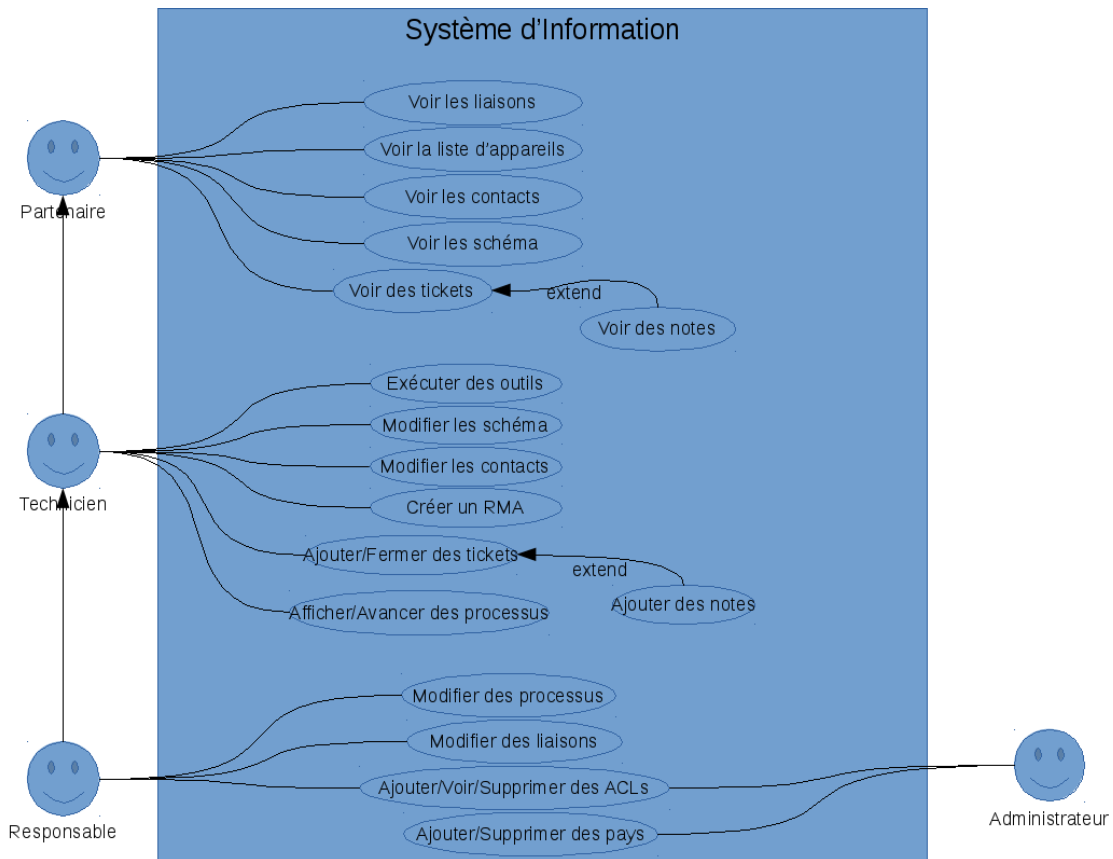 Système d'Information
Voir les liaisons
Voir la liste d'appareils
Voir les contacts
Voir les schéma
Voir des tickets
extend
Voir des notes
Partenaire
Exécuter des outils
Modifier les schéma
Modifier les contacts
Créer un RMA
Ajouter/Fermer des tickets
extend
Ajouter des notes
Afficher/Avancer des processus
Technicien
Modifier des processus
Modifier des liaisons
Ajouter/Voir/Supprimer des ACLs
Ajouter/Supprimer des pays
Responsable
Administrateur